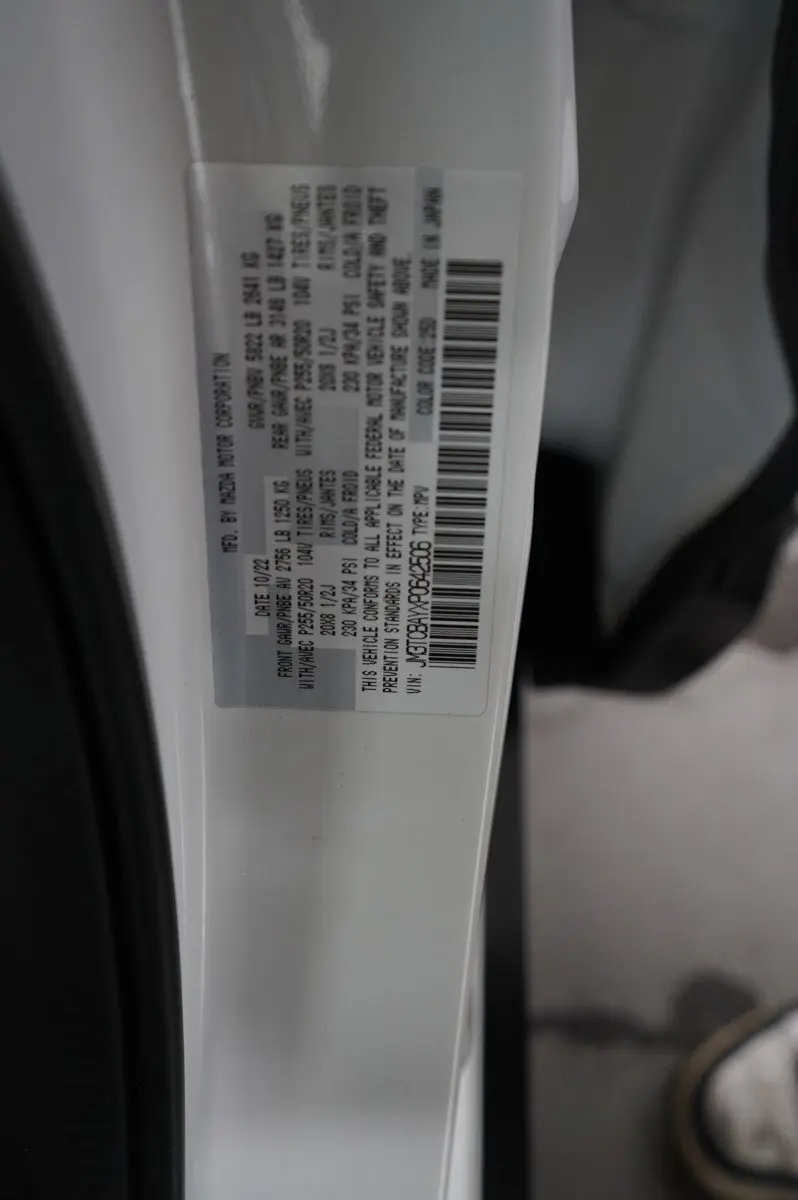 MFD. BY MAZDA MOTOR CORPORATION
DATE 10/22 GVWR/PNBV 5822 LB 2641 KG
FRONT GAWR/PNBE AV 2756 LB 1250 KG REAR GAWR/PNBE AR 3146 LB 1427 KG
WITH/AVEC P255/50R20 104V TIRES/PNEUS WITH/AVEC P255/50R20 104V TIRES/PNEUS
20X8 1/2J RIMS/JANTES 20X8 1/2J RIMS/JANTES
230 KPA/34 PSI COLD/A FROID 230 KPA/34 PSI COLD/A FROID
THIS VEHICLE CONFORMS TO ALL APPLICABLE FEDERAL MOTOR VEHICLE SAFETY AND THEFT
PREVENTION STANDARDS IN EFFECT ON THE DATE OF MANUFACTURE SHOWN ABOVE.
VIN: JM3TCBAYXP0642506 TYPE:MPV COLOR CODE:25D MADE IN JAPAN